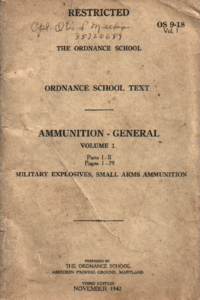 RESTRICTED
OS 9-18
Vol. 1
THE ORDNANCE SCHOOL
ORDNANCE SCHOOL TEXT
AMMUNITION - GENERAL
VOLUME 1
Parts I - II
Pages 1 - 79
MILITARY EXPLOSIVES, SMALL ARMS AMMUNITION
PREPARED BY
THE ORDNANCE SCHOOL
ABERDEEN PROVING GROUND, MARYLAND
THIRD EDITION
NOVEMBER 1942